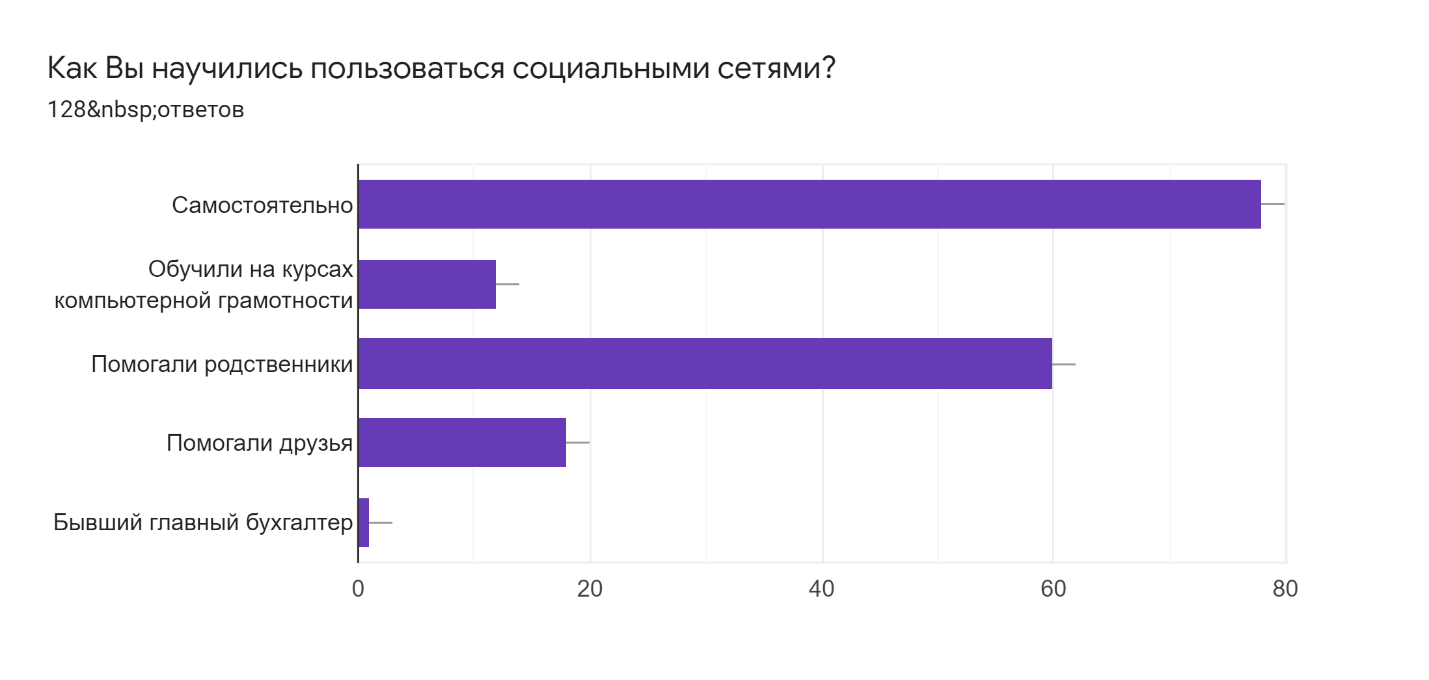 Как Вы научились пользоваться социальными сетями?
128&nbsp;ответов
Самостоятельно
Обучили на курсах
компьютерной грамотности
Помогали родственники
Помогали друзья
Бывший главный бухгалтер
0 20 40 60 80